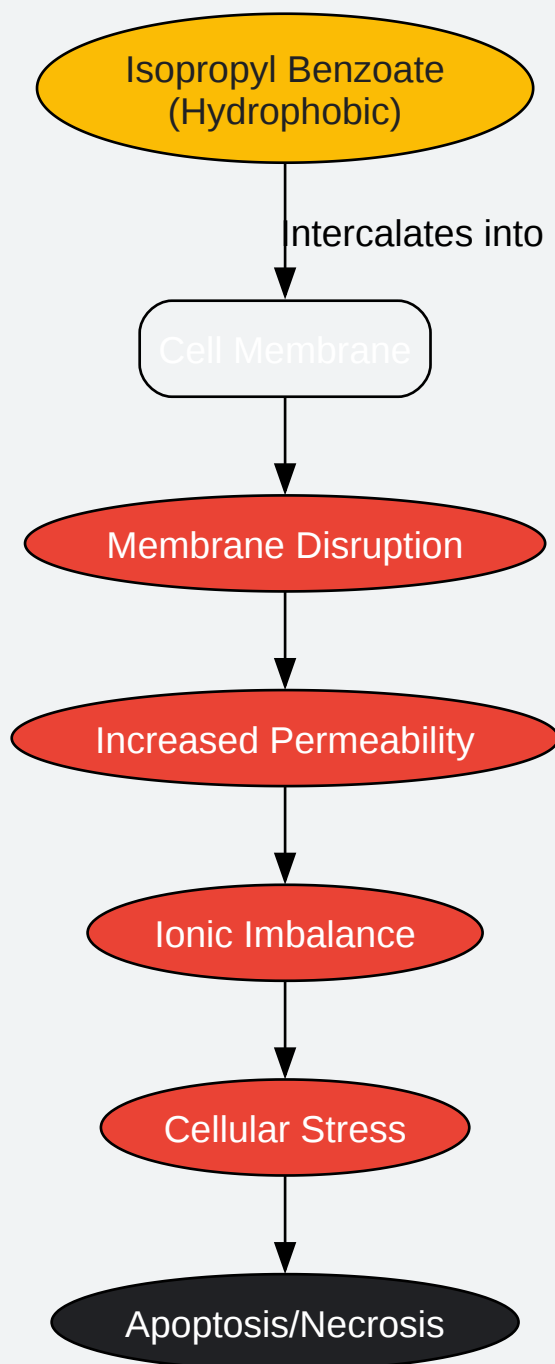 Isopropyl Benzoate
(Hydrophobic)
Intercalates into
Cell Membrane
Membrane Disruption
Increased Permeability
Ionic Imbalance
Cellular Stress
Apoptosis/Necrosis